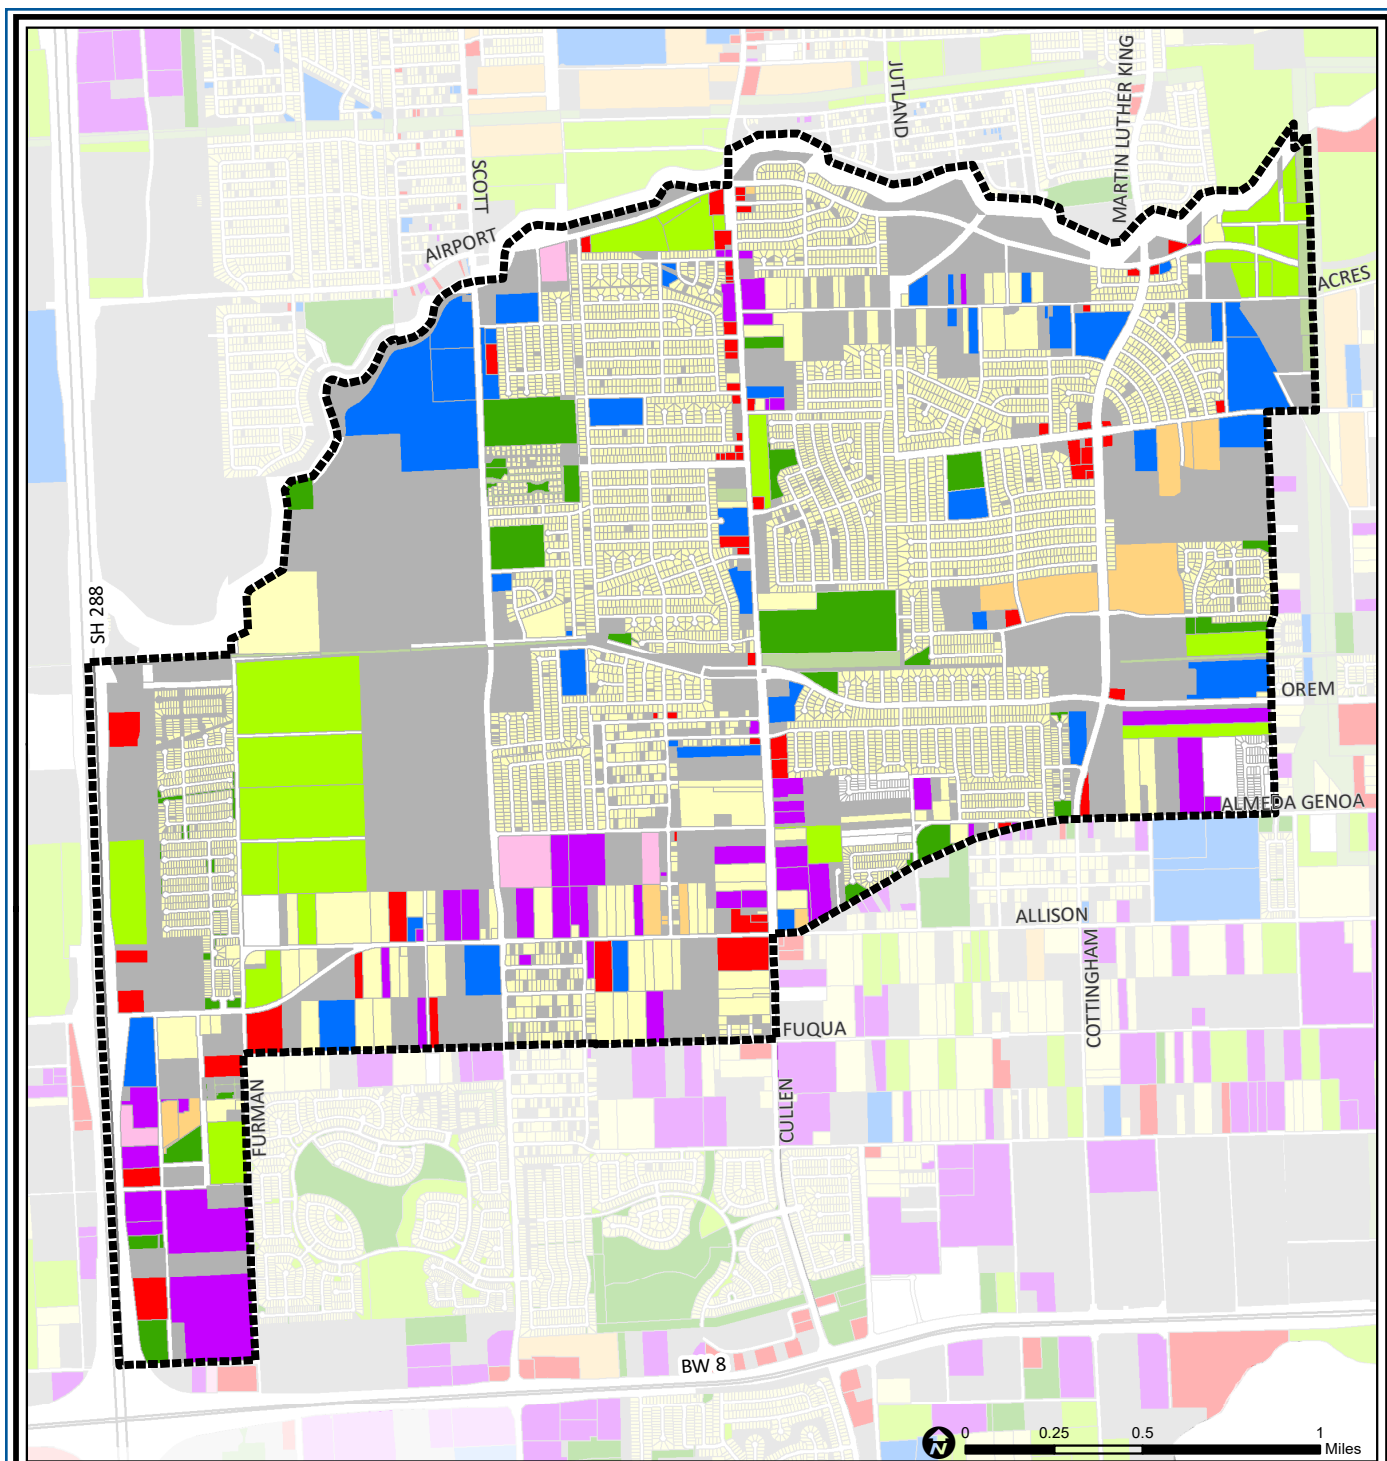 MARTIN LUTHER KING
JUTLAND
SCOTT
AIRPORT
ACRES
SH 288
OREM
ALMEDA GENOA
ALLISON
COTTINGHAM
FUQUA
FURMAN
CULLEN
BW 8
N
0 0.25 0.5 1
Miles